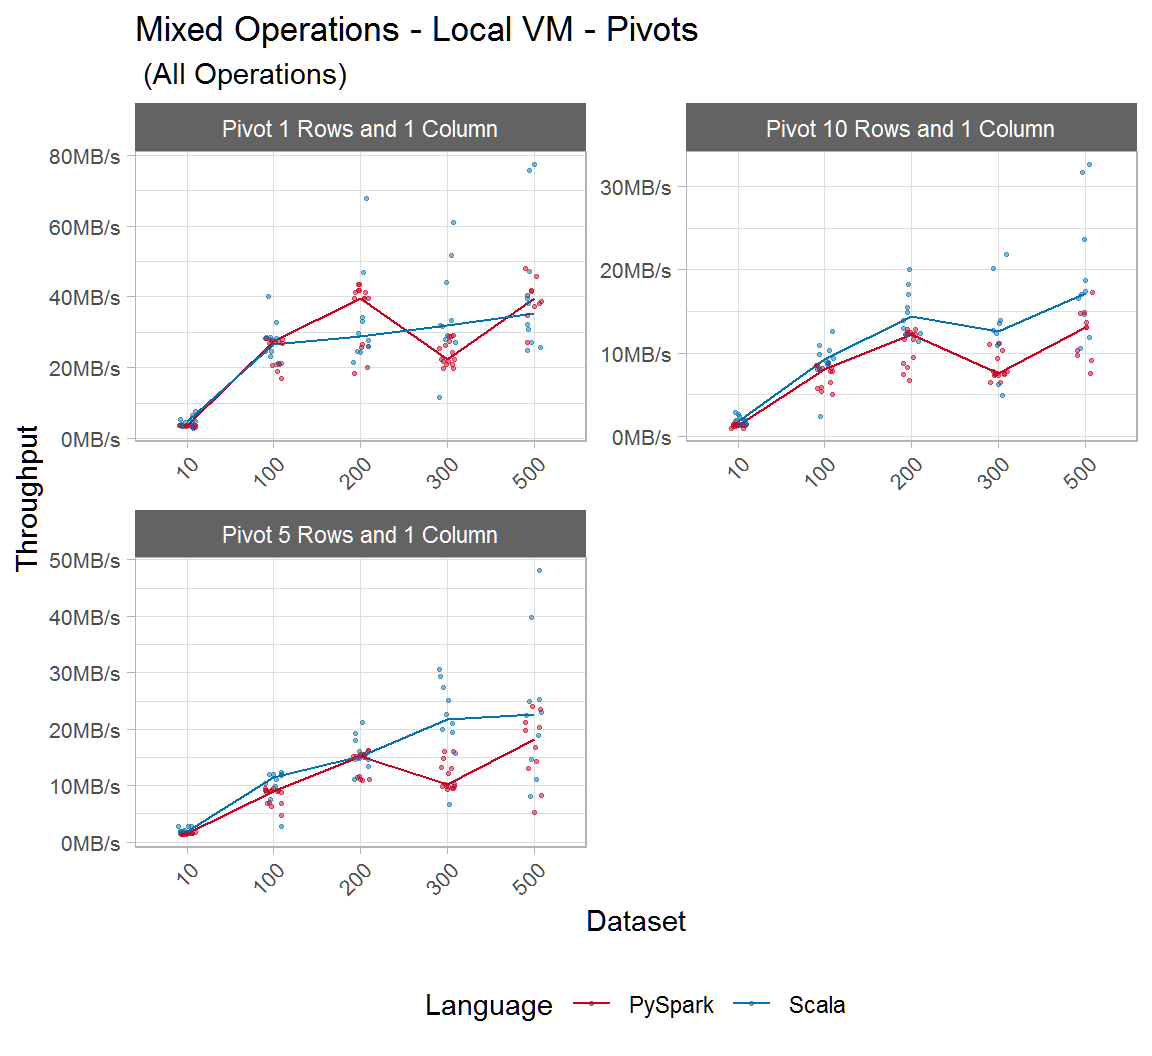 Mixed Operations - Local VM - Pivots
(All Operations)
Pivot 1 Rows and 1 Column
80MB/s
60MB/s
40MB/s
20MB/s
0MB/s
10 100 200 300 500
Pivot 10 Rows and 1 Column
30MB/s
20MB/s
10MB/s
0MB/s
10 100 200 300 500
Throughput
Pivot 5 Rows and 1 Column
50MB/s
40MB/s
30MB/s
20MB/s
10MB/s
0MB/s
10 100 200 300 500
Dataset
Language PySpark Scala